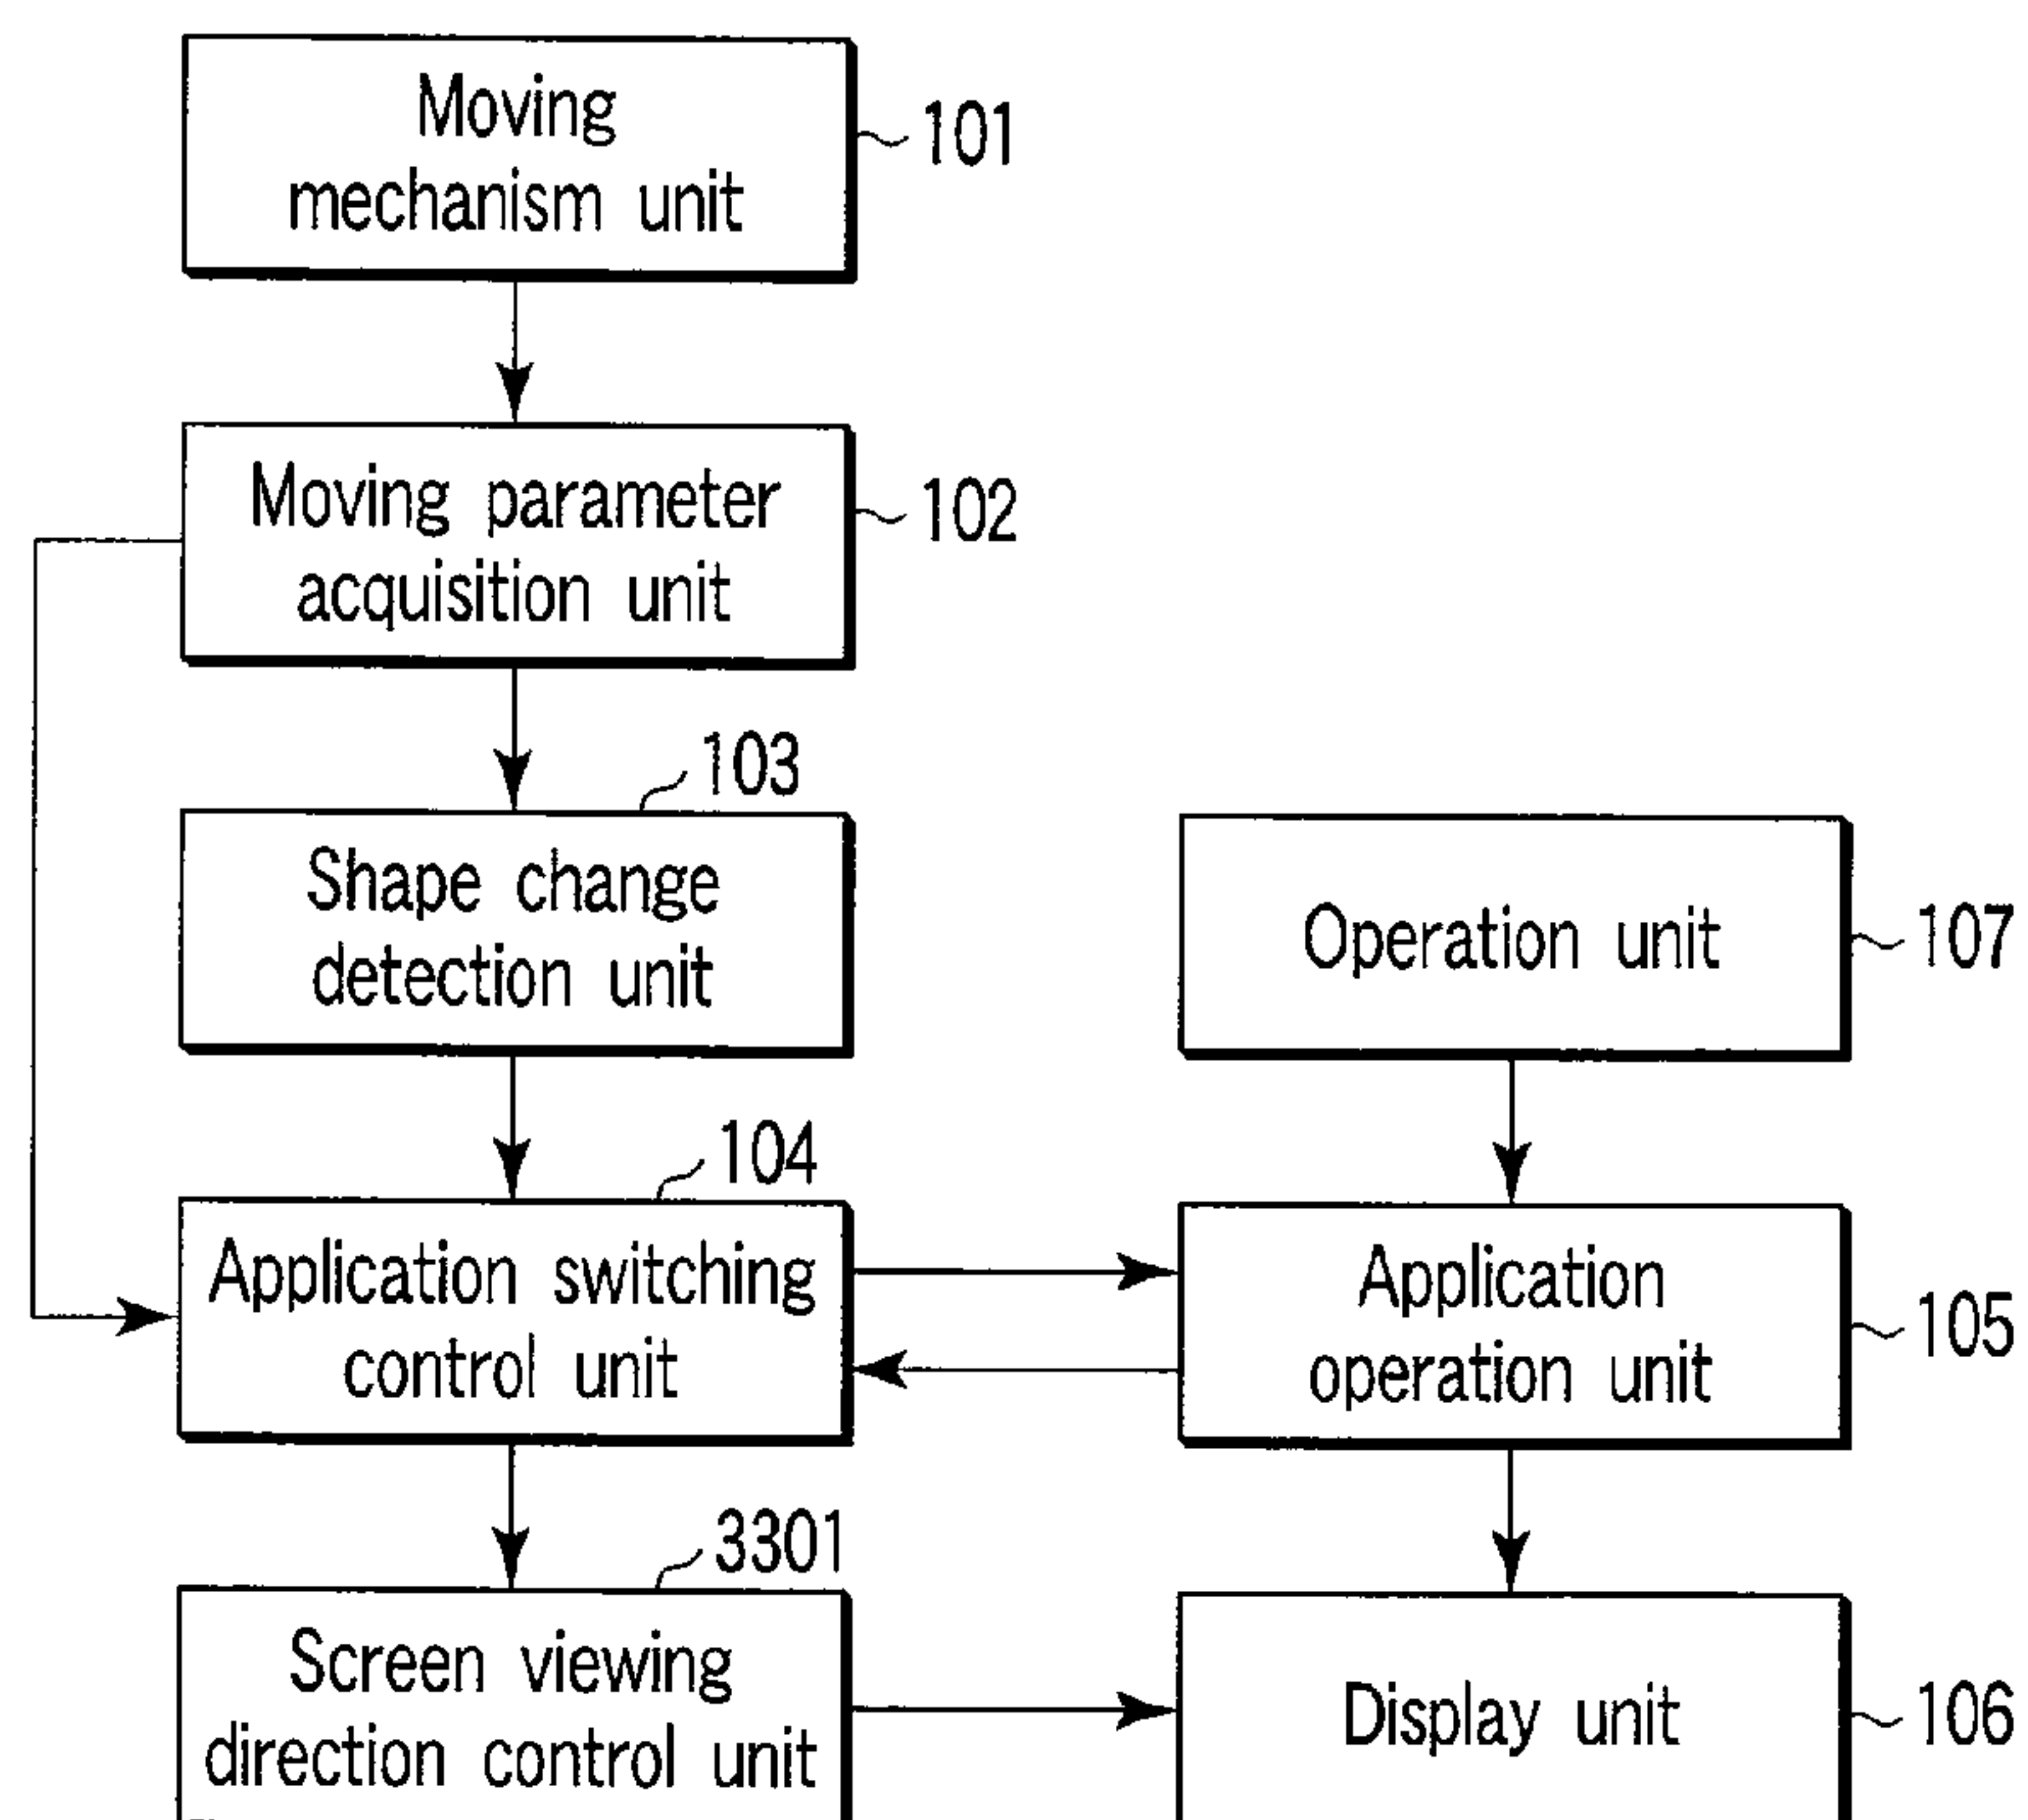 Moving
mechanism unit
101
Moving parameter
acquisition unit
102
103
Shape change
detection unit
Operation unit
107
104
Application switching
control unit
Application
operation unit
105
3301
Screen viewing
direction control unit
Display unit
106